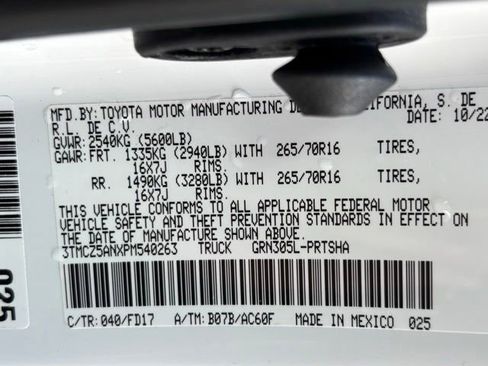 MFD.BY:TOYOTA MOTOR MANUFACTURING DE CALIFORNIA, S. DE
R.L. DE C.V. DATE: 10/22
GVWR: 2540KG (5600LB)
GAWR: FRT. 1335KG (2940LB) WITH 265/70R16 TIRES,
16X7J RIMS,
RR. 1490KG (3280LB) WITH 265/70R16 TIRES,
16X7J RIMS.
THIS VEHICLE CONFORMS TO ALL APPLICABLE FEDERAL MOTOR
VEHICLE SAFETY AND THEFT PREVENTION STANDARDS IN EFFECT ON
THE DATE OF MANUFACTURE SHOWN ABOVE.
3TMCZ5ANXPM540263 TRUCK GRN305L-PRTSHA
C/TR: 040/FD17 A/TM: B07B/AC60F MADE IN MEXICO 025
025